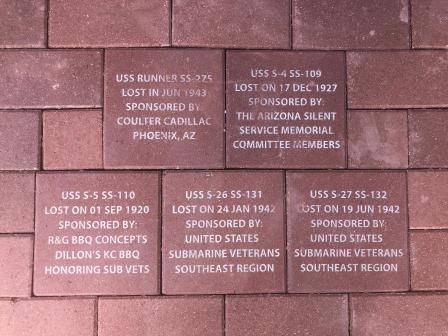 USS RUNNER SS-275
LOST IN JUN 1943
SPONSORED BY:
COULTER CADILLAC
PHOENIX, AZ
USS S-4 SS-109
LOST ON 17 DEC 1927
SPONSORED BY:
THE ARIZONA SILENT
SERVICE MEMORIAL
COMMITTEE MEMBERS
USS S-5 SS-110
LOST ON 01 SEP 1920
SPONSORED BY:
R&G BBQ CONCEPTS
DILLON'S KC BBQ
HONORING SUB VETS
USS S-26 SS-131
LOST ON 24 JAN 1942
SPONSORED BY:
UNITED STATES
SUBMARINE VETERANS
SOUTHEAST REGION
USS S-27 SS-132
LOST ON 19 JUN 1942
SPONSORED BY:
UNITED STATES
SUBMARINE VETERANS
SOUTHEAST REGION